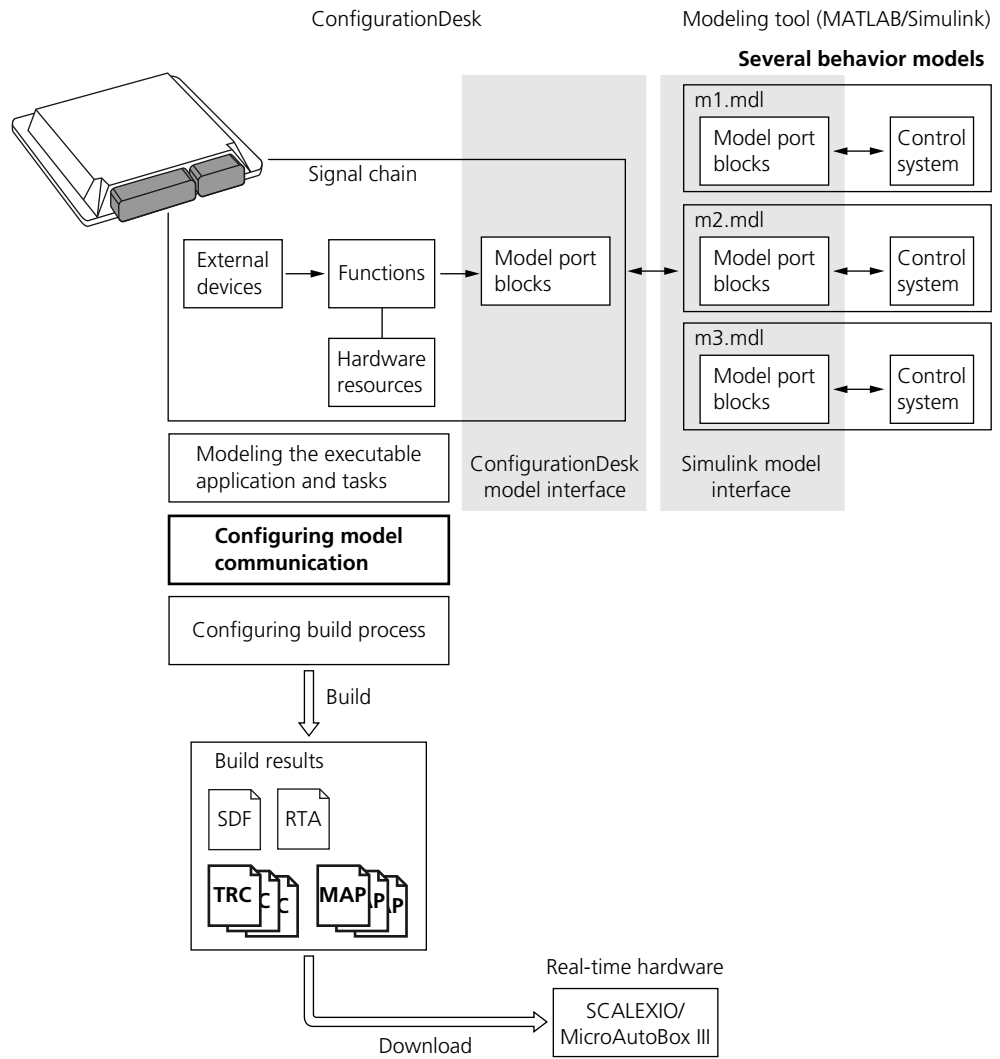 ConfigurationDesk
Modeling tool (MATLAB/Simulink)
Several behavior models
m1.mdl
Model port
blocks
Control
system
Signal chain
m2.mdl
Model port
blocks
Control
system
External
devices
Functions
Model port
blocks
Hardware
resources
m3.mdl
Model port
blocks
Control
system
Modeling the executable
application and tasks
ConfigurationDesk
model interface
Simulink model
interface
Configuring model
communication
Configuring build process
Build
Build results
SDF
RTA
TRC
C
C
MAP
AP
AP
Real-time hardware
SCALEXIO/
MicroAutoBox III
Download